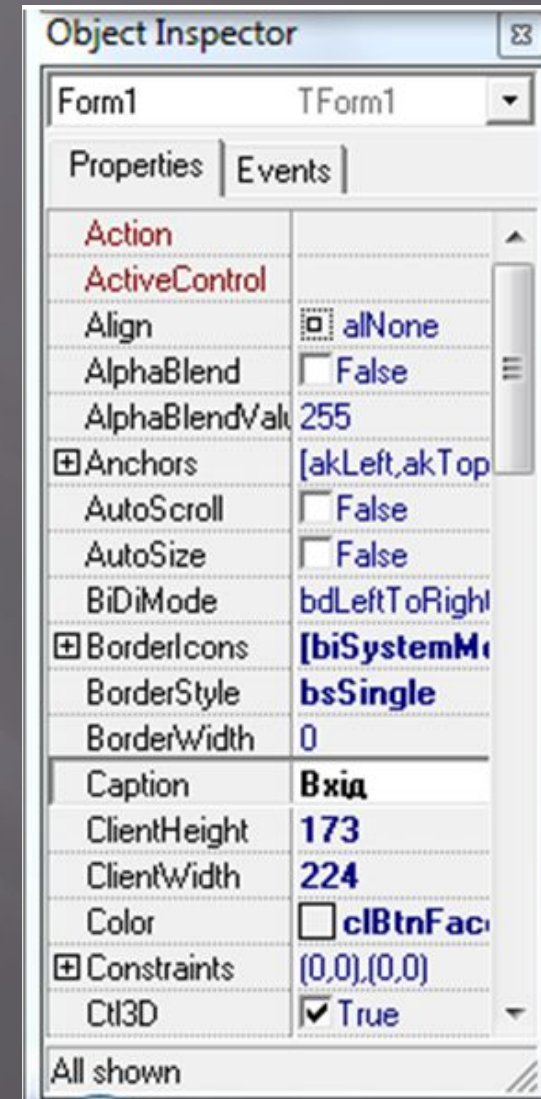 Object Inspector
Form1 TForm1
Properties Events
Action
ActiveControl
Align alNone
AlphaBlend False
AlphaBlendValu 255
Anchors [akLeft,akTop
AutoScroll False
AutoSize False
BiDiMode bdLeftToRight
BorderIcons [biSystemMe
BorderStyle bsSingle
BorderWidth 0
Caption Вхід
ClientHeight 173
ClientWidth 224
Color clBtnFace
Constraints (0,0),(0,0)
Ctl3D True
All shown